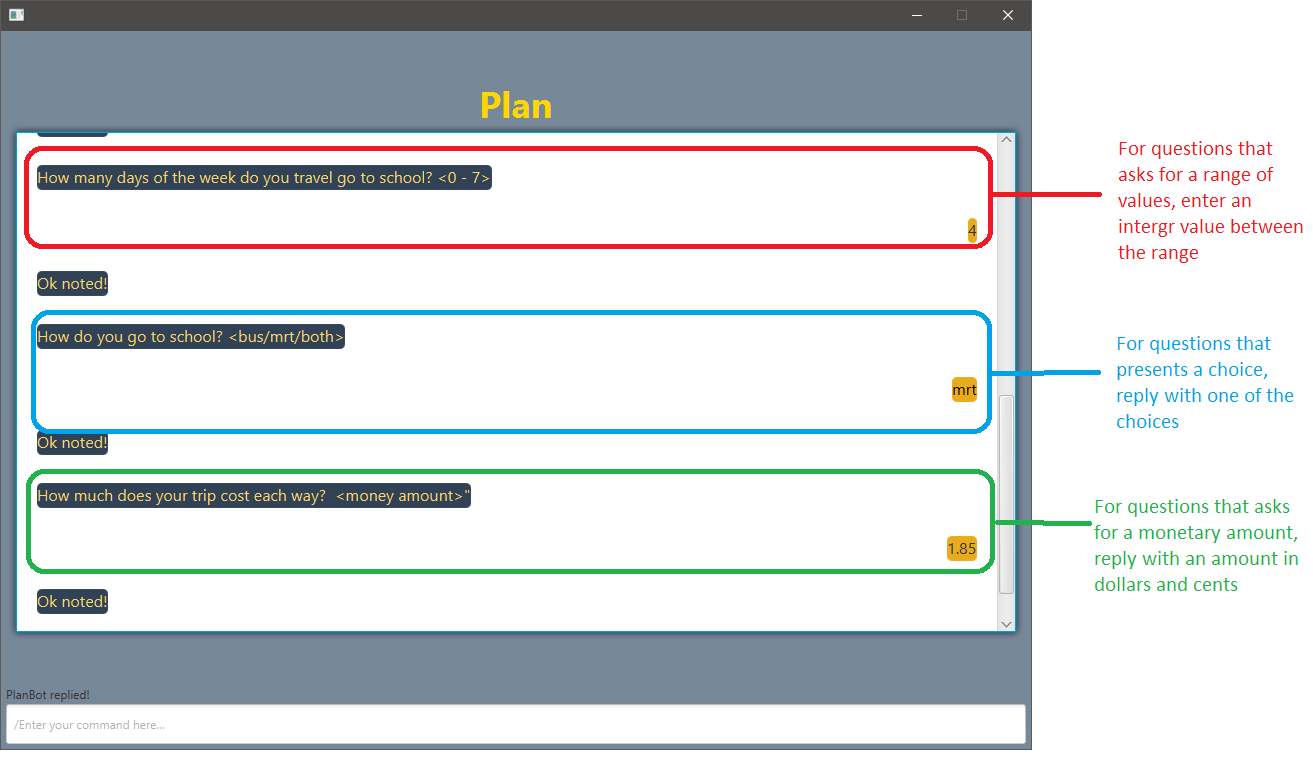 Plan
How many days of the week do you travel go to school? <0 - 7>
4
Ok noted!
How do you go to school? <bus/mrt/both>
mrt
Ok noted!
How much does your trip cost each way?  <money amount>"
1.85
Ok noted!
PlanBot replied!
/Enter your command here...
For questions that
asks for a range of
values, enter an
intergr value between
the range
For questions that
presents a choice,
reply with one of the
choices
For questions that asks
for a monetary amount,
reply with an amount in
dollars and cents